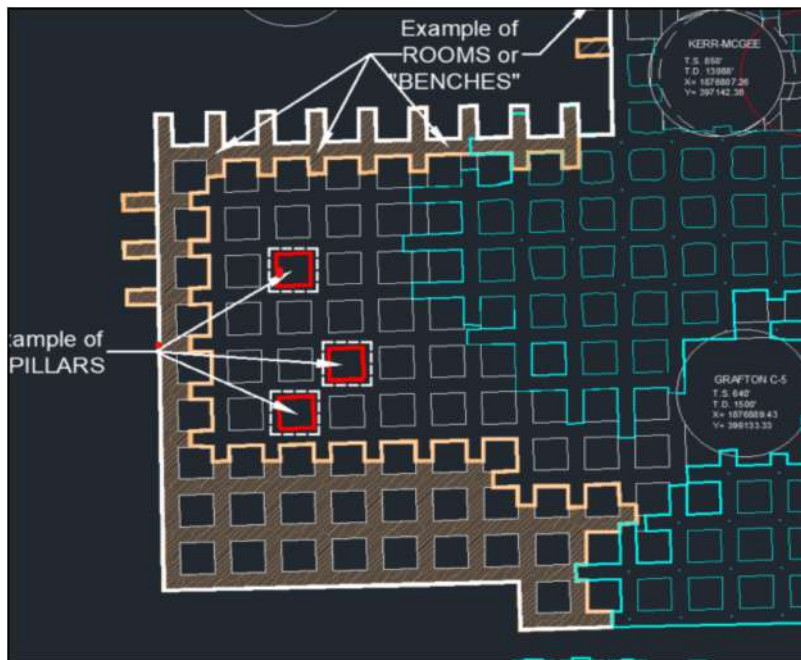 Example of
ROOMS or
"BENCHES"
KERR-MCGEE
T.S. 850'
T.D. 13988'
X= 1876807.26
Y= 397142.38
xample of
PILLARS
GRAFTON C-5
T.S. 640'
T.D. 1500'
X= 1876889.43
Y= 396133.33